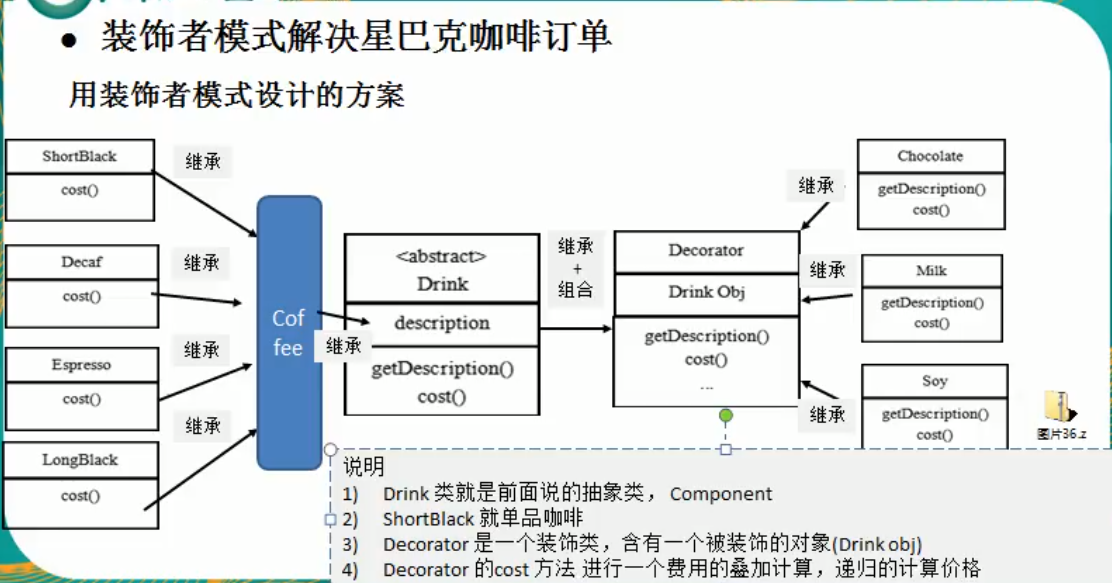 ● 装饰者模式解决星巴克咖啡订单
用装饰者模式设计的方案
ShortBlack
cost()
继承
Decaf
cost()
继承
Espresso
cost()
继承
LongBlack
cost()
继承
Cof
fee
继承
<abstract>
Drink
description
getDescription()
cost()
继承
+
组合
Decorator
Drink Obj
getDescription()
cost()
...
继承
Chocolate
getDescription()
cost()
继承
Milk
getDescription()
cost()
继承
Soy
getDescription()
cost()
图片36.z
说明
1) Drink 类就是前面说的抽象类， Component
2) ShortBlack 就单品咖啡
3) Decorator 是一个装饰类，含有一个被装饰的对象(Drink obj)
4) Decorator 的cost 方法 进行一个费用的叠加计算，递归的计算价格